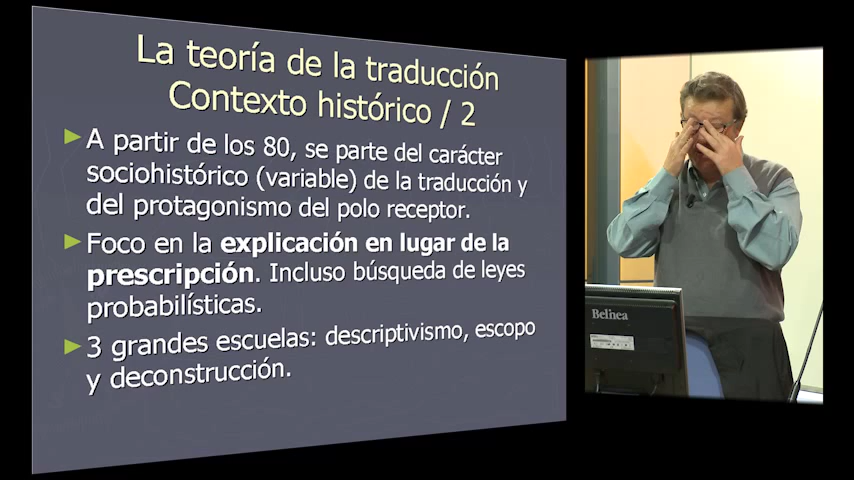 La teoría de la traducción
Contexto histórico / 2
A partir de los 80, se parte del carácter
sociohistórico (variable) de la traducción y
del protagonismo del polo receptor.
Foco en la explicación en lugar de la
prescripción. Incluso búsqueda de leyes
probabilísticas.
3 grandes escuelas: descriptivismo, escopo
y deconstrucción.
Belinea